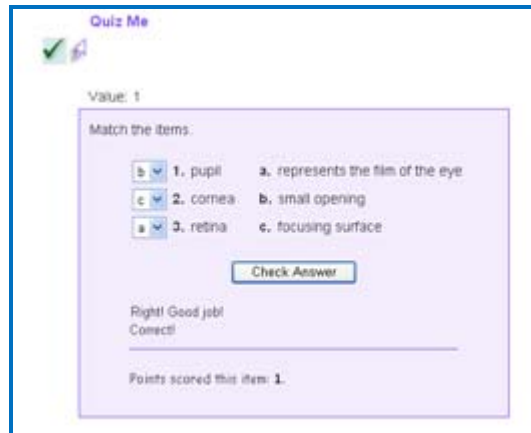 Quiz Me
Value: 1
Match the items.
b 1. pupil a. represents the film of the eye
c 2. cornea b. small opening
a 3. retina c. focusing surface
Check Answer
Right! Good job!
Correct!
Points scored this item: 1.